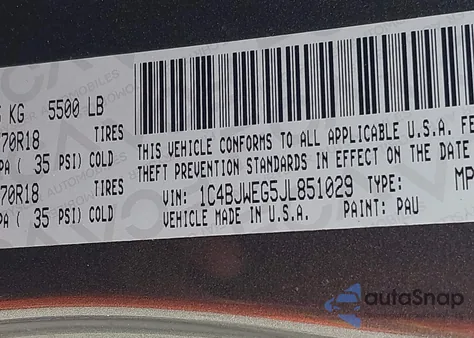 KG 5500 LB
70R18 TIRES
PA ( 35 PSI) COLD
70R18 TIRES
PA ( 35 PSI) COLD
THIS VEHICLE CONFORMS TO ALL APPLICABLE U.S.A. FE
THEFT PREVENTION STANDARDS IN EFFECT ON THE DATE
VIN: 1C4BJWEG5JL851029 TYPE: MP
VEHICLE MADE IN U.S.A. PAINT: PAU
autoSnap